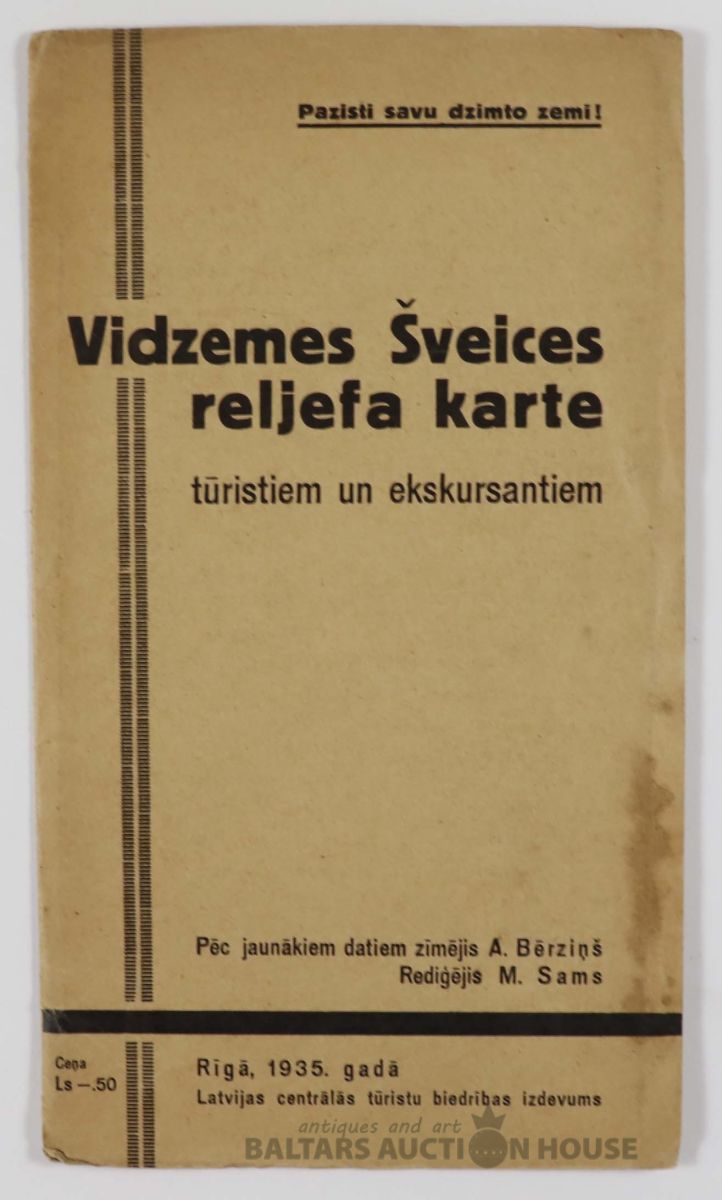 Pazisti savu dzimto zemi!
Vidzemes Šveices
reljefa karte
tūristiem un ekskursantiem
Pēc jaunākiem datiem zīmējis A. Bērziņš
Rediģējis M. Sams
Ceņa
Ls —.50
Rīgā, 1935. gadā
Latvijas centrālās tūristu biedrības izdevums
antiques and art
BALTARS AUCTION HOUSE